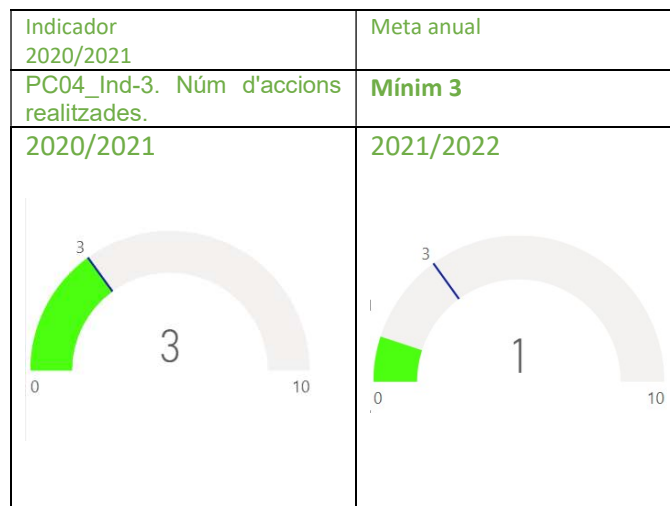 Indicador
2020/2021
Meta anual
PC04_Ind-3. Núm d'accions
realitzades.
Mínim 3
2020/2021
3
3
0
10
2021/2022
3
1
0
10